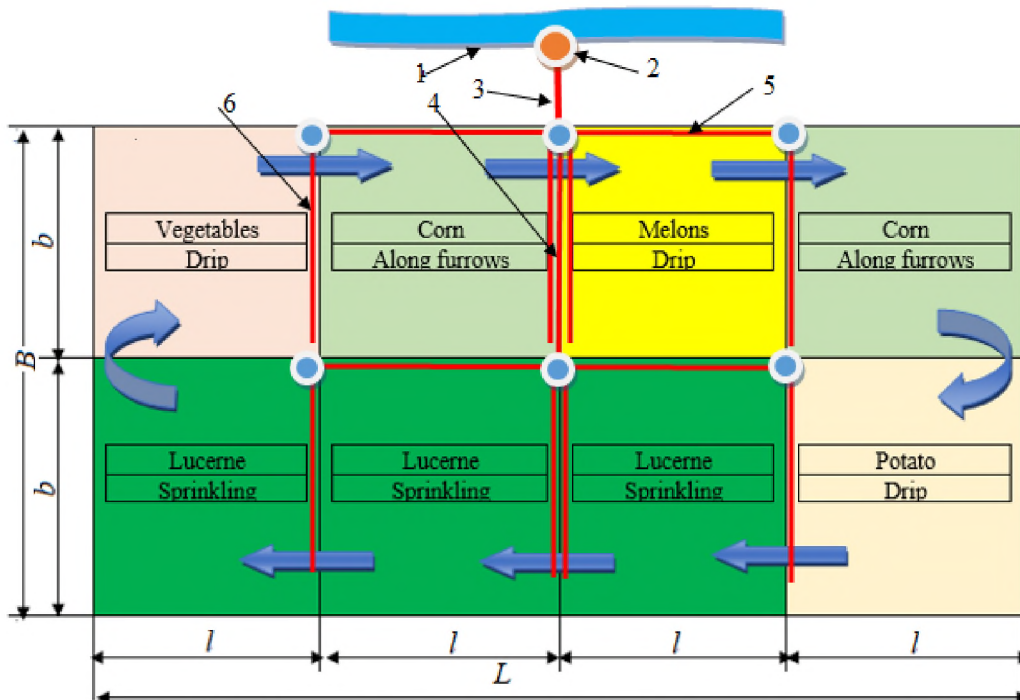 1
2
3
4
5
6
Vegetables
Drip
Corn
Along furrows
Melons
Drip
Corn
Along furrows
b
B
b
Lucerne
Sprinkling
Lucerne
Sprinkling
Lucerne
Sprinkling
Potato
Drip
l
l
l
l
L